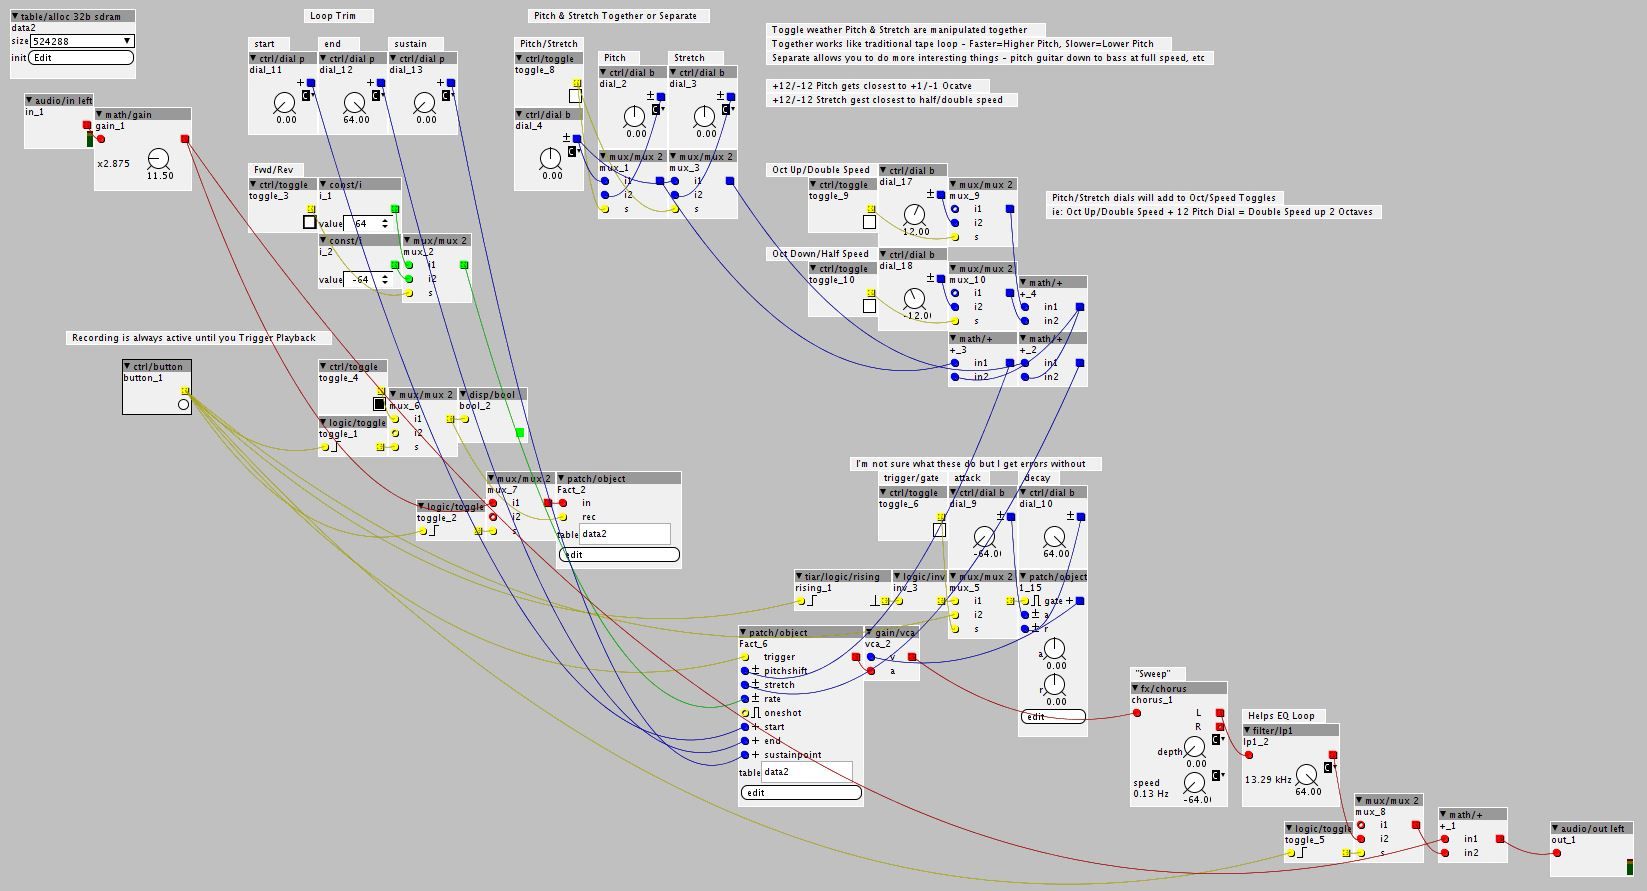 table/alloc 32b sdram
data2
size 524288
init Edit
Loop Trim
start
end
sustain
ctrl/dial p
dial_11
0.00
ctrl/dial p
dial_12
64.00
ctrl/dial p
dial_13
0.00
audio/in left
in_1
math/gain
gain_1
x2.875
11.50
Fwd/Rev
ctrl/toggle
toggle_3
const/i
i_1
value 64
const/i
i_2
value -64
mux/mux 2
mux_2
i1
i2
s
Pitch & Stretch Together or Separate
Pitch/Stretch
Pitch
Stretch
ctrl/toggle
toggle_8
ctrl/dial b
dial_4
0.00
ctrl/dial b
dial_2
0.00
ctrl/dial b
dial_3
0.00
mux/mux 2
mux_1
i1
i2
s
mux/mux 2
mux_3
i1
i2
s
Toggle weather Pitch & Stretch are manipulated together
Together works like traditional tape loop - Faster=Higher Pitch, Slower=Lower Pitch
Separate allows you to do more interesting things - pitch guitar down to bass at full speed, etc
+12/-12 Pitch gets closest to +1/-1 Ocatve
+12/-12 Stretch gest closest to half/double speed
Oct Up/Double Speed
ctrl/toggle
toggle_9
ctrl/dial b
dial_17
12.00
mux/mux 2
mux_9
i1
i2
s
Pitch/Stretch dials will add to Oct/Speed Toggles
ie: Oct Up/Double Speed + 12 Pitch Dial = Double Speed up 2 Octaves
Oct Down/Half Speed
ctrl/toggle
toggle_10
ctrl/dial b
dial_18
-12.0
mux/mux 2
mux_10
i1
i2
s
math/+
+_4
in1
in2
math/+
+_3
in1
in2
math/+
+_2
in1
in2
Recording is always active until you Trigger Playback
ctrl/button
button_1
ctrl/toggle
toggle_4
logic/toggle
toggle_1
mux/mux 2
mux_6
i1
i2
s
disp/bool
bool_2
logic/toggle
toggle_2
mux/mux 2
mux_7
i1
i2
s
patch/object
Fact_2
in
rec
table data2
edit
I'm not sure what these do but I get errors without
trigger/gate
attack
decay
ctrl/toggle
toggle_6
ctrl/dial b
dial_9
-64.0
ctrl/dial b
dial_10
64.00
tiar/logic/rising
rising_1
logic/inv
inv_3
mux/mux 2
mux_5
i1
i2
s
patch/object
1_15
gate
a
r
a
0.00
r
0.00
edit
patch/object
Fact_6
trigger
pitchshift
stretch
rate
oneshot
start
end
sustainpoint
table data2
edit
gain/vca
vca_2
v
a
"Sweep"
fx/chorus
chorus_1
L
R
depth
0.00
speed
0.13 Hz
-64.0
Helps EQ Loop
filter/lp1
lp1_2
13.29 kHz
64.00
logic/toggle
toggle_5
mux/mux 2
mux_8
i1
i2
s
math/+
+_1
in1
in2
audio/out left
out_1